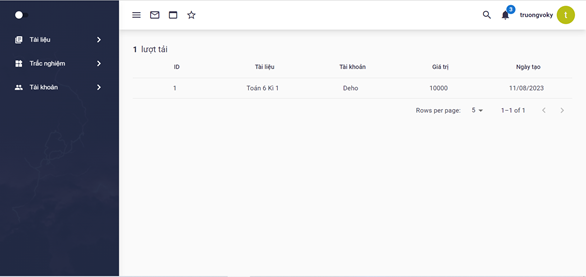 3
truongvoky
t
Tài liệu
Trắc nghiệm
Tài khoản
1 lượt tải
ID Tài liệu Tài khoản Giá trị Ngày tạo
1 Toán 6 Kì 1 Deho 10000 11/08/2023
Rows per page: 5 1–1 of 1